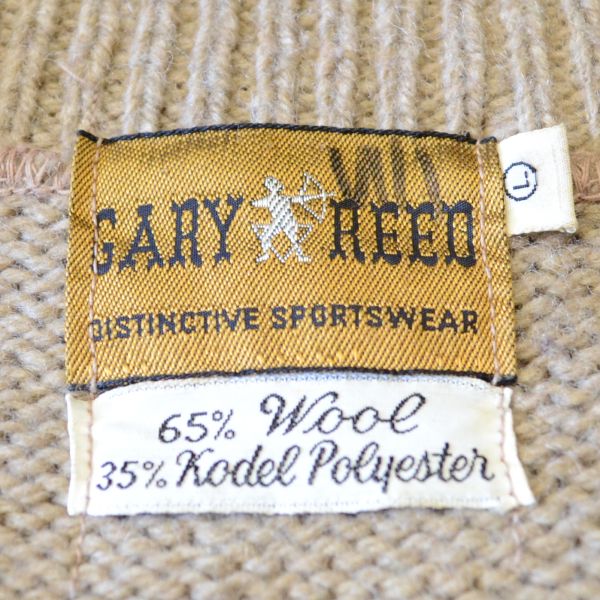 GARY REED
DISTINCTIVE SPORTSWEAR
L
65% Wool
35% Kodel Polyester